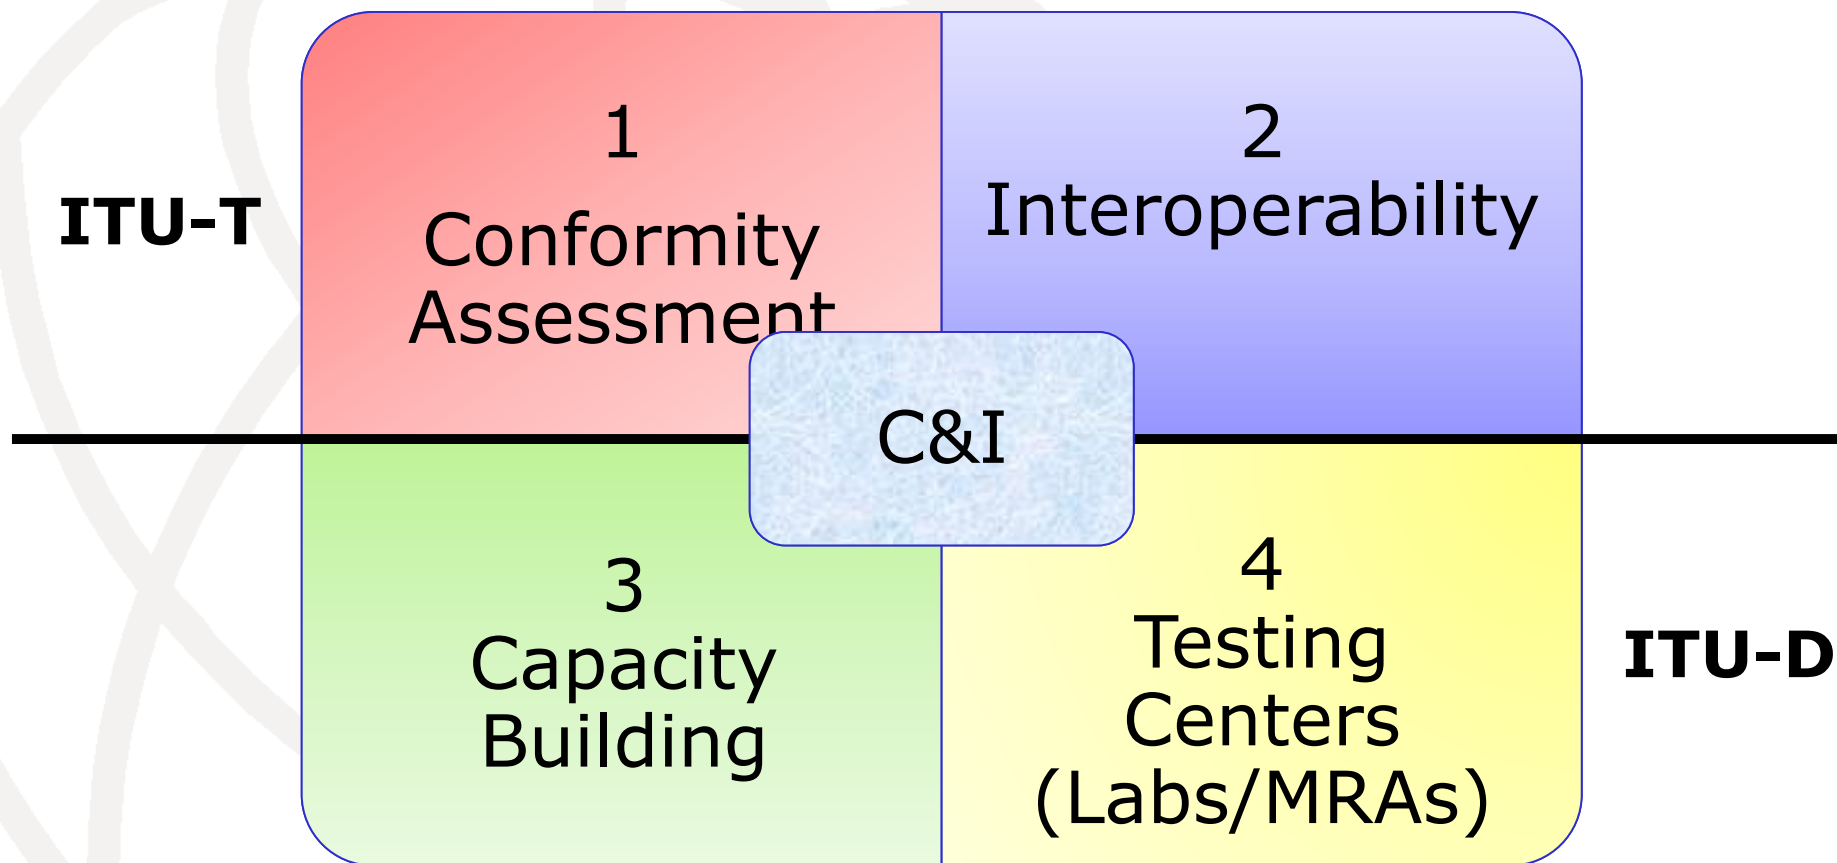 ITU-T
1
Conformity
Assessment
2
Interoperability
C&I
3
Capacity
Building
4
Testing
Centers
(Labs/MRAs)
ITU-D